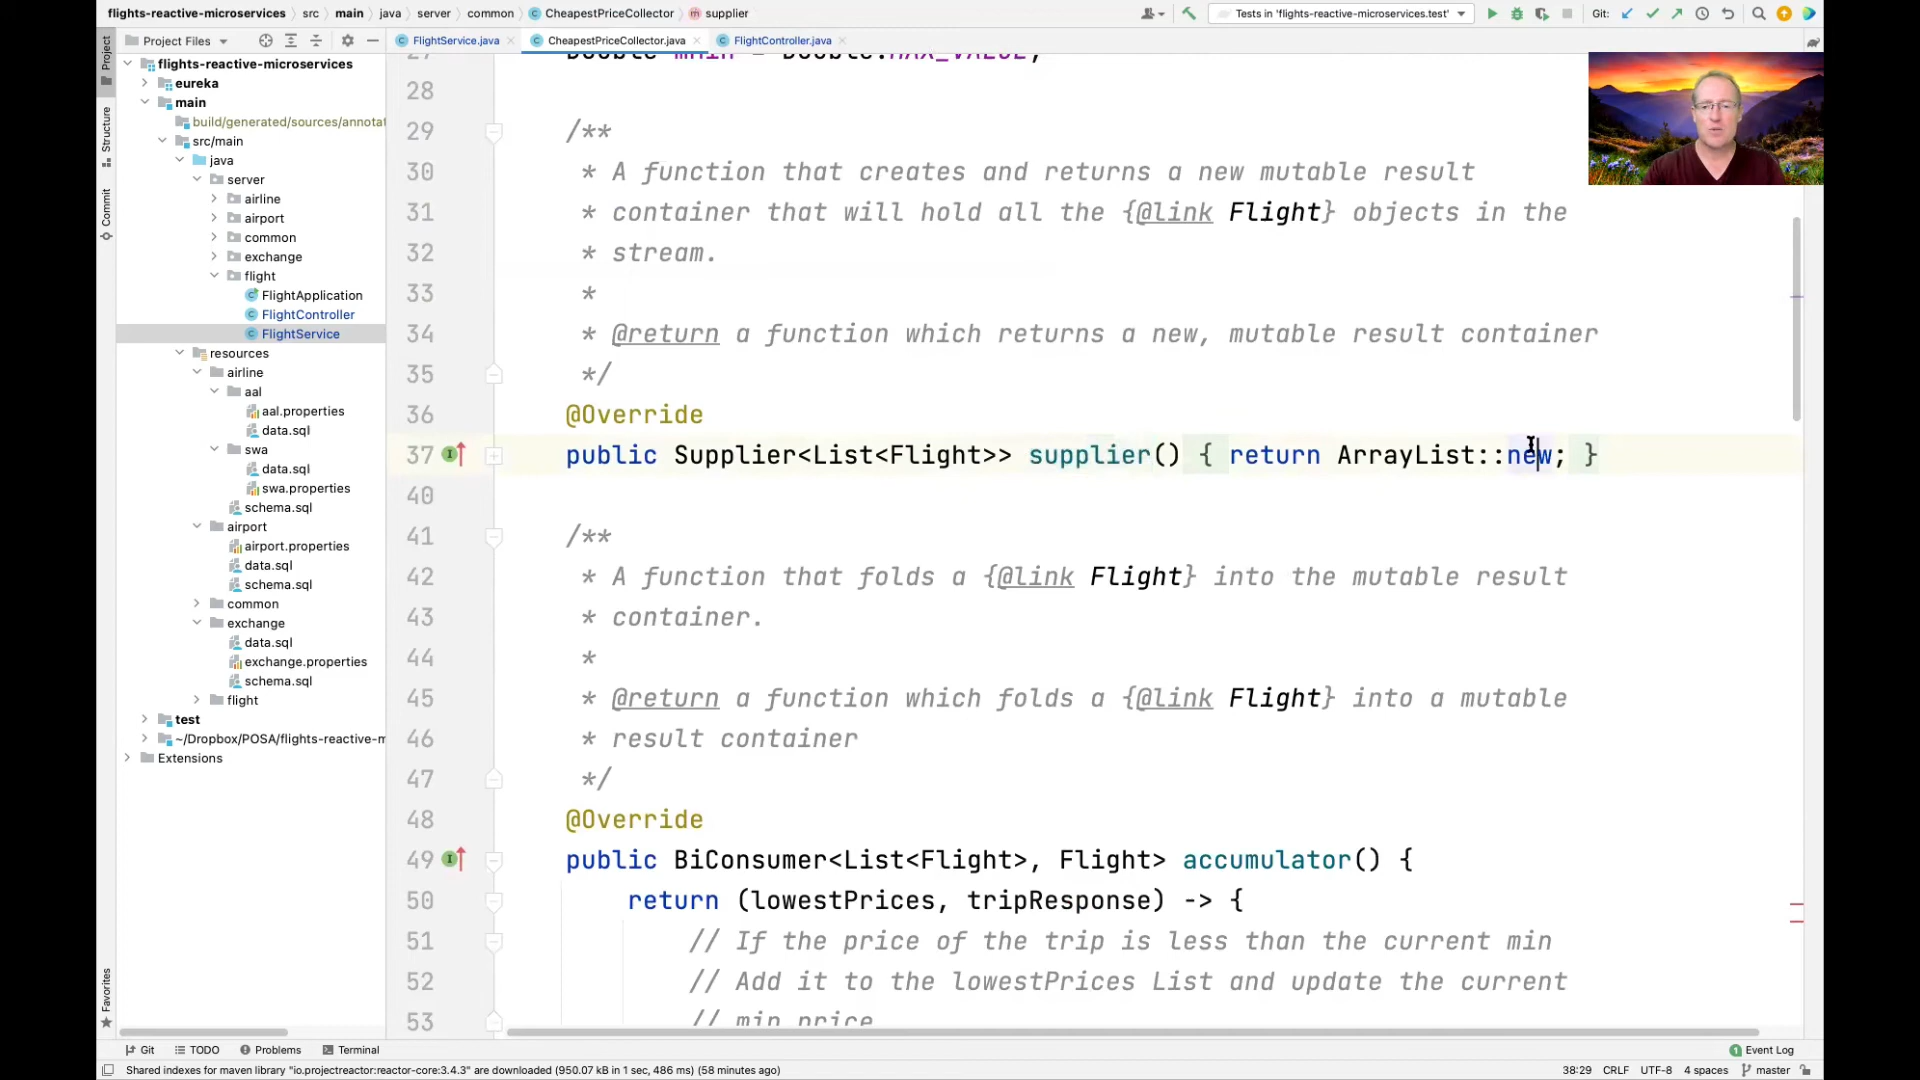 flights-reactive-microservices src main java server common CheapestPriceCollector supplier
Tests in 'flights-reactive-microservices.test' Git:
Project Files
FlightService.java CheapestPriceCollector.java FlightController.java
Project
Structure
Commit
Favorites
flights-reactive-microservices
eureka
main
build/generated/sources/annotat
src/main
java
server
airline
airport
common
exchange
flight
FlightApplication
FlightController
FlightService
resources
airline
aal
aal.properties
data.sql
swa
data.sql
swa.properties
schema.sql
airport
airport.properties
data.sql
schema.sql
common
exchange
data.sql
exchange.properties
schema.sql
flight
test
~/Dropbox/POSA/flights-reactive-m
Extensions
27 Double mMin = Double.MAX_VALUE;
28
29 /**
30 * A function that creates and returns a new mutable result
31 * container that will hold all the {@link Flight} objects in the
32 * stream.
33 *
34 * @return a function which returns a new, mutable result container
35 */
36 @Override
37 public Supplier<List<Flight>> supplier() { return ArrayList::new; }
40
41 /**
42 * A function that folds a {@link Flight} into the mutable result
43 * container.
44 *
45 * @return a function which folds a {@link Flight} into a mutable
46 * result container
47 */
48 @Override
49 public BiConsumer<List<Flight>, Flight> accumulator() {
50 return (lowestPrices, tripResponse) -> {
51 // If the price of the trip is less than the current min
52 // Add it to the lowestPrices List and update the current
53 // min price
Git TODO Problems Terminal Event Log
Shared indexes for maven library "io.projectreactor:reactor-core:3.4.3" are downloaded (950.07 kB in 1 sec, 486 ms) (58 minutes ago) 38:29 CRLF UTF-8 4 spaces master